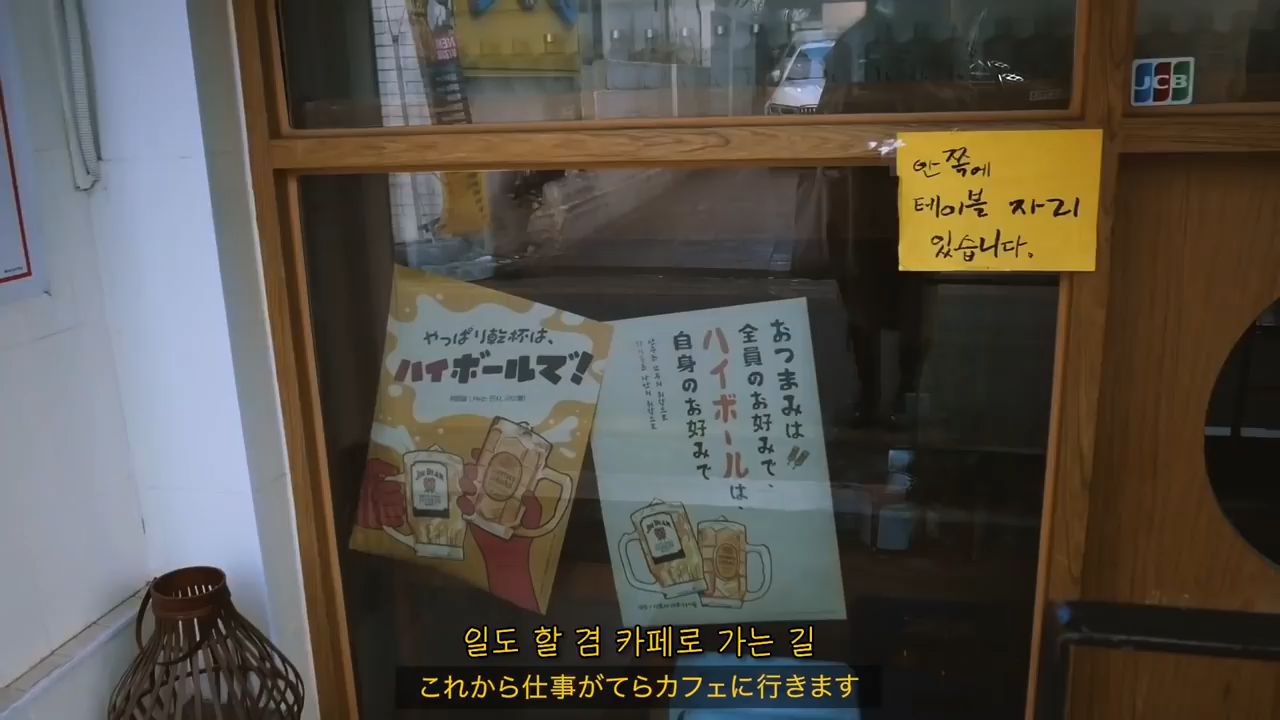 JCB
안쪽에
테이블 자리
있습니다.
やっぱり乾杯は、
ハイボールで!
JIM BEAM
おつまみは
全員のお好みで、
ハイボールは、
自身のお好みで
JIM BEAM
일도 할 겸 카페로 가는 길
これから仕事がてらカフェに行きます